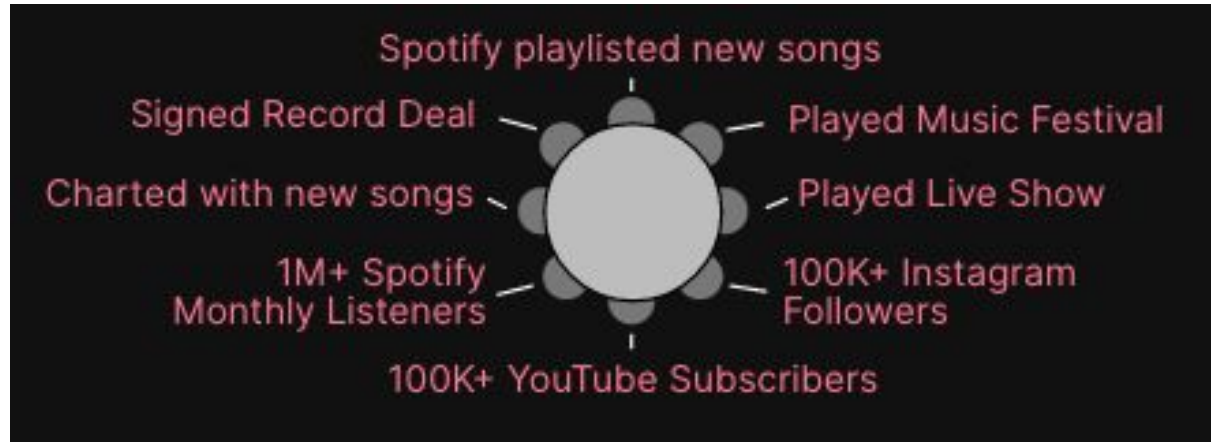 Spotify playlisted new songs
Signed Record Deal
Played Music Festival
Charted with new songs
Played Live Show
1M+ Spotify
Monthly Listeners
100K+ Instagram
Followers
100K+ YouTube Subscribers